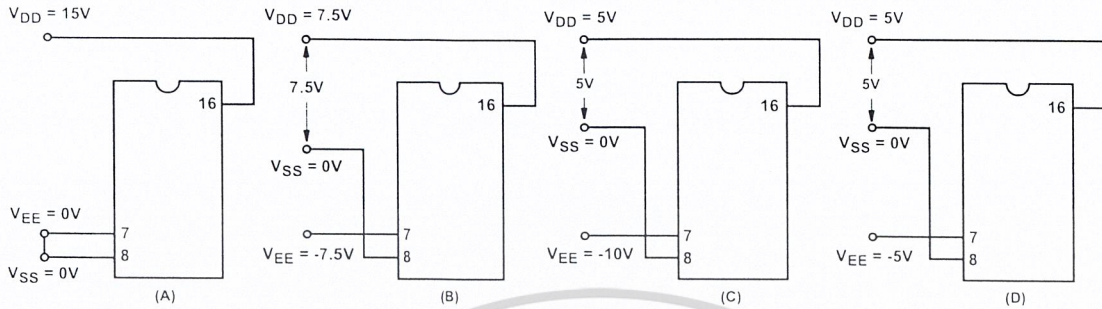 VDD = 15V
16
VEE = 0V
7
8
VSS = 0V
(A)
VDD = 7.5V
7.5V
16
VSS = 0V
7
VEE = -7.5V
8
(B)
VDD = 5V
5V
16
VSS = 0V
7
VEE = -10V
8
(C)
VDD = 5V
5V
16
VSS = 0V
7
VEE = -5V
8
(D)